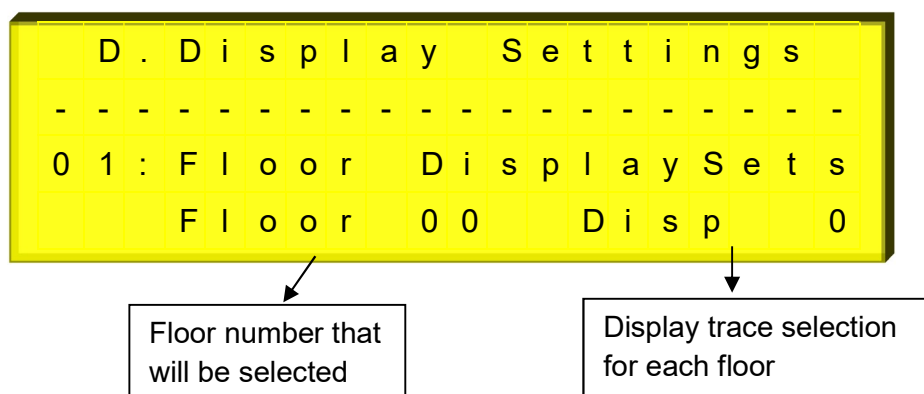 D.Display Settings
--------------------
01:Floor DisplaySets
Floor 00 Disp 0
Floor number that
will be selected
Display trace selection
for each floor